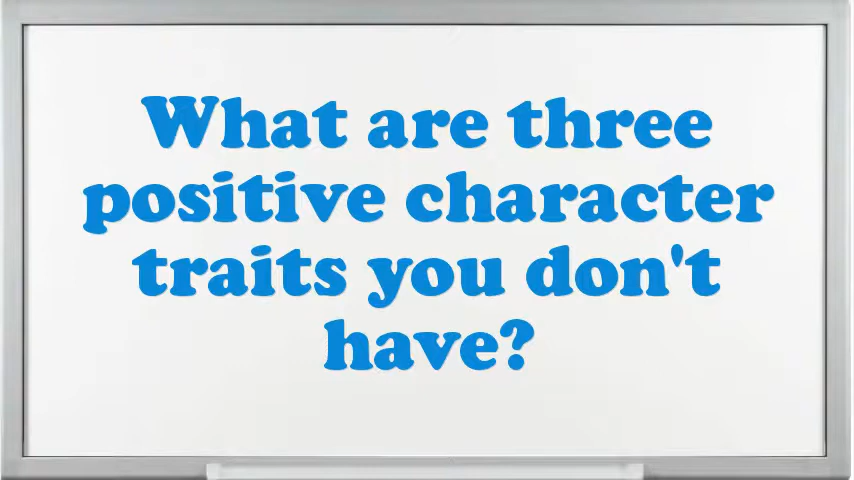 What are three
positive character
traits you don't
have?